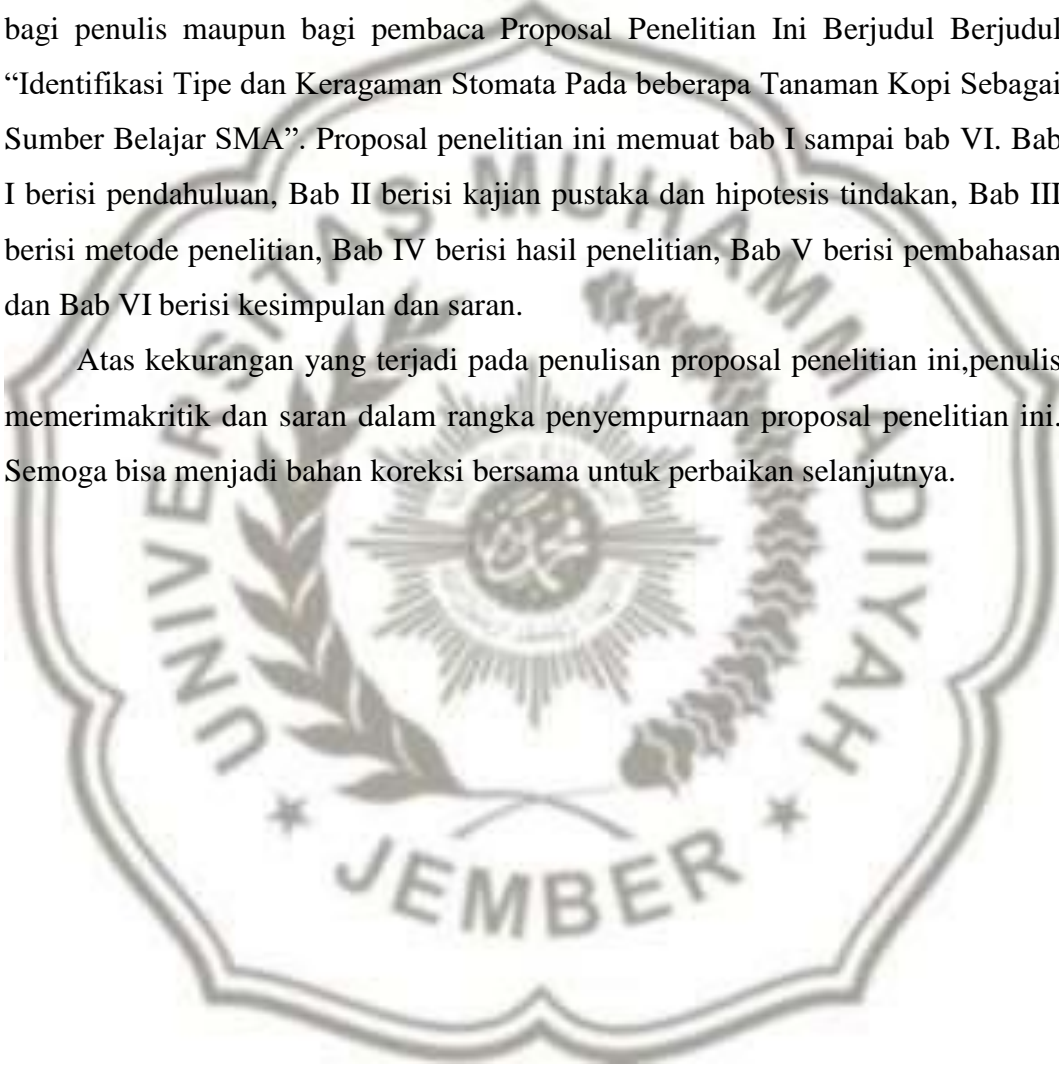 bagi penulis maupun bagi pembaca Proposal Penelitian Ini Berjudul Berjudul
“Identifikasi Tipe dan Keragaman Stomata Pada beberapa Tanaman Kopi Sebagai
Sumber Belajar SMA”. Proposal penelitian ini memuat bab I sampai bab VI. Bab
I berisi pendahuluan, Bab II berisi kajian pustaka dan hipotesis tindakan, Bab III
berisi metode penelitian, Bab IV berisi hasil penelitian, Bab V berisi pembahasan
dan Bab VI berisi kesimpulan dan saran.
Atas kekurangan yang terjadi pada penulisan proposal penelitian ini,penulis
memerimakritik dan saran dalam rangka penyempurnaan proposal penelitian ini.
Semoga bisa menjadi bahan koreksi bersama untuk perbaikan selanjutnya.
UNIVERSITAS MUHAMMADIYAH
JEMBER